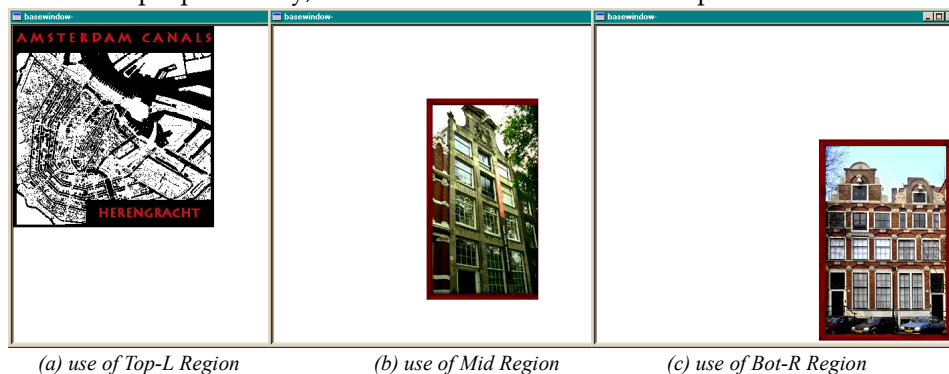 basewindow-
basewindow-
basewindow-
AMSTERDAM CANALS
HERENGRACHT
(a) use of Top-L Region
(b) use of Mid Region
(c) use of Bot-R Region